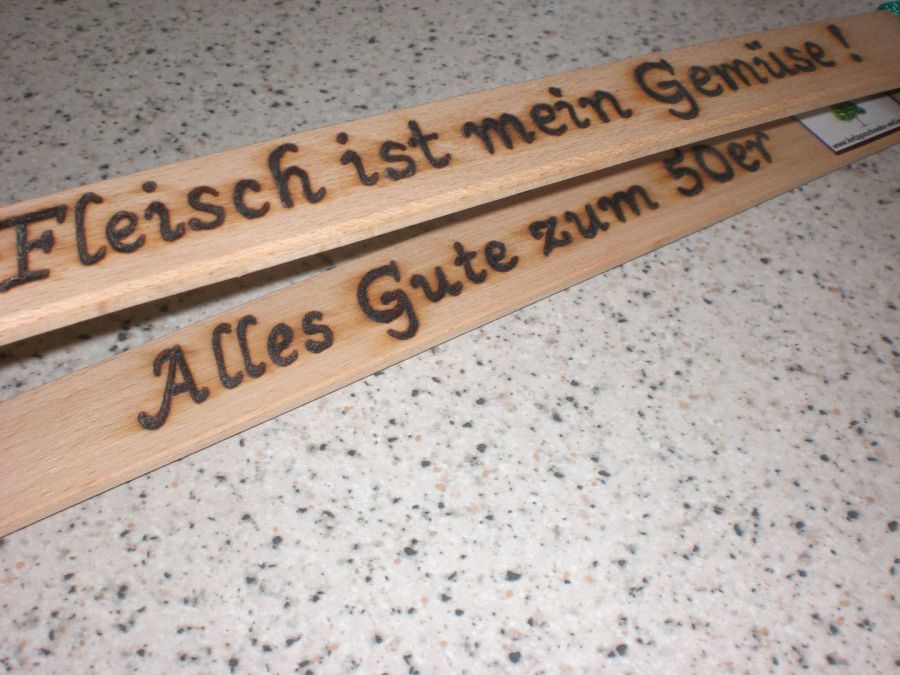 Fleisch ist mein Gemüse !
Alles Gute zum 50er